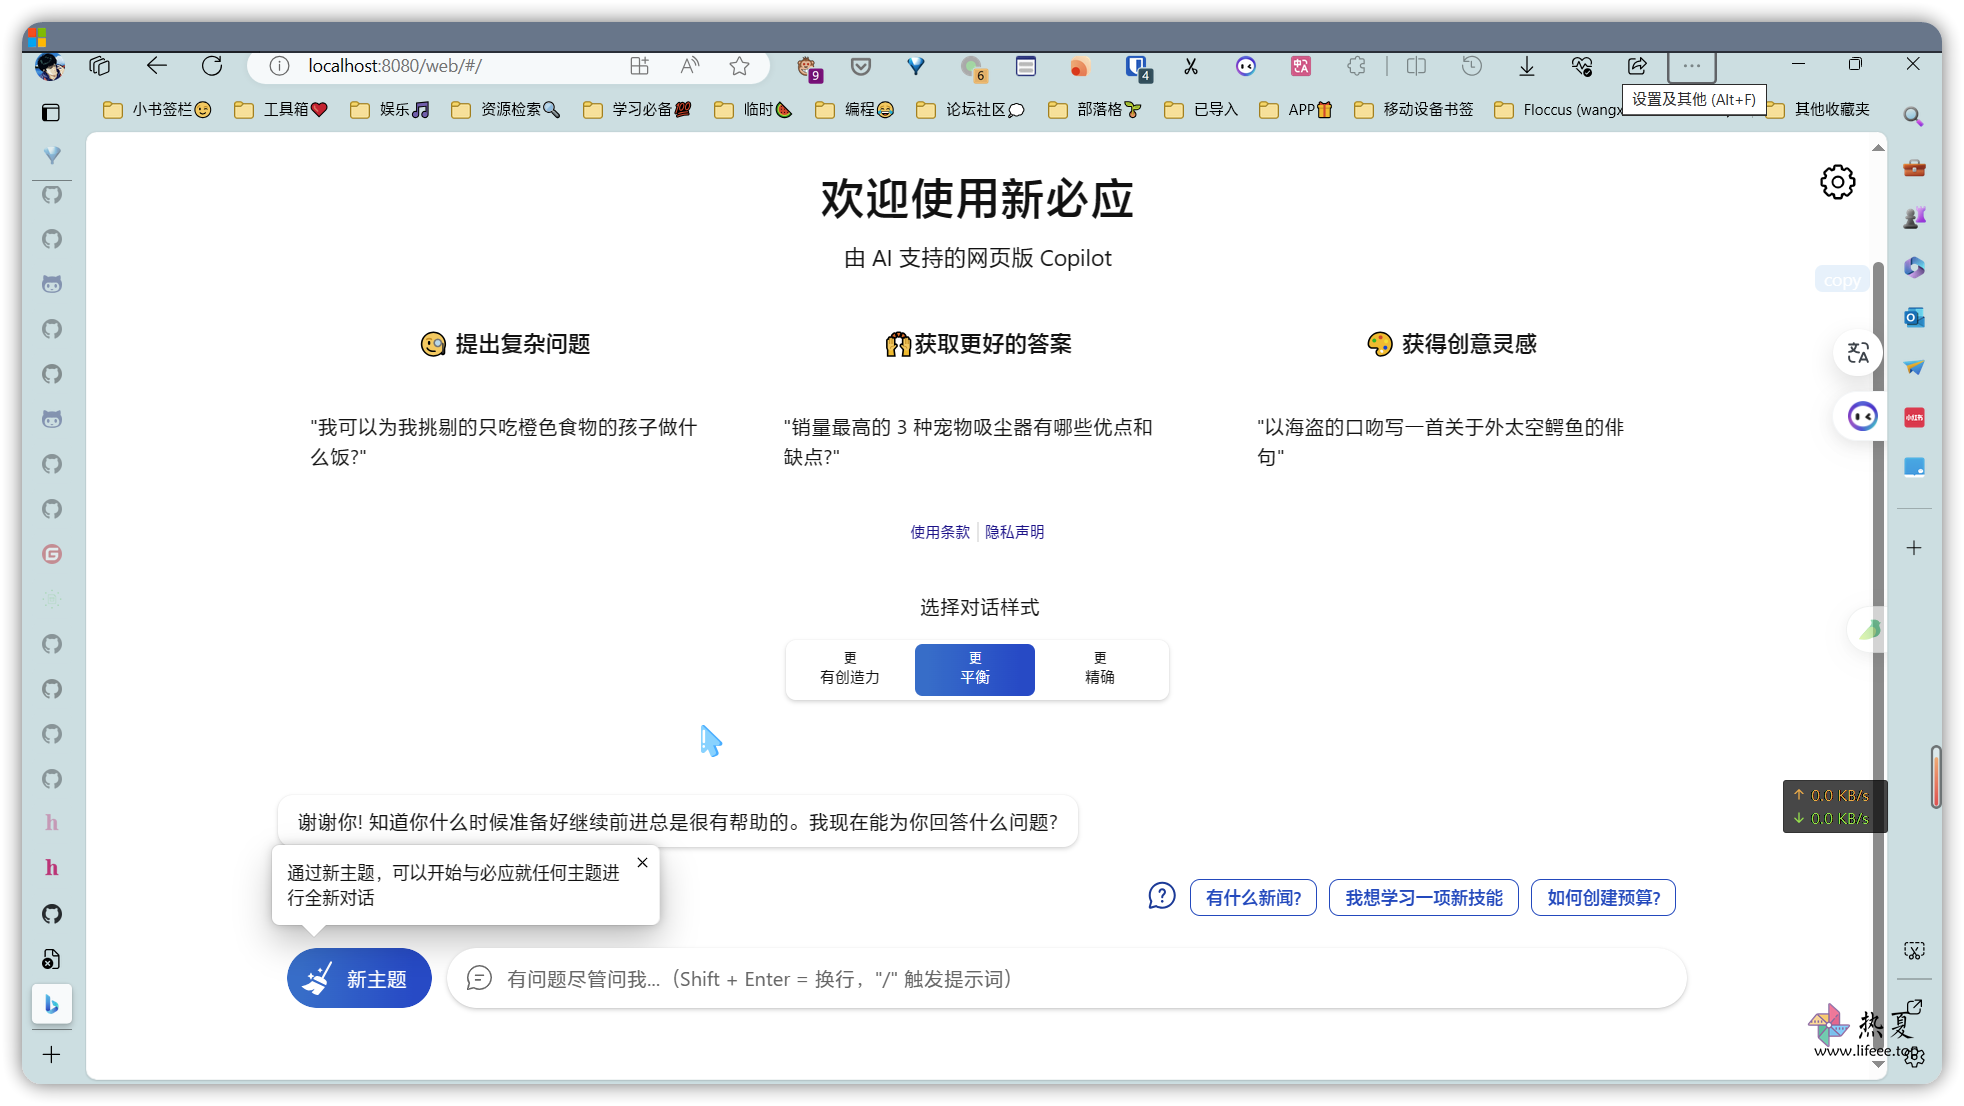 localhost:8080/web/#/
9
6
4
设置及其他 (Alt+F)
小书签栏😉
工具箱❤️
娱乐🎵
资源检索🔍
学习必备💯
临时🍉
编程😂
论坛社区💭
部落格🌱
已导入
APP🎁
移动设备书签
Floccus (wangx
其他收藏夹
欢迎使用新必应
由 AI 支持的网页版 Copilot
copy
🧐 提出复杂问题
🙌获取更好的答案
🎨 获得创意灵感
"我可以为我挑剔的只吃橙色食物的孩子做什
么饭?"
"销量最高的 3 种宠物吸尘器有哪些优点和
缺点?"
"以海盗的口吻写一首关于外太空鳄鱼的俳
句"
使用条款
隐私声明
选择对话样式
更
有创造力
更
平衡
更
精确
↑ 0.0 KB/s
↓ 0.0 KB/s
谢谢你! 知道你什么时候准备好继续前进总是很有帮助的。我现在能为你回答什么问题?
通过新主题，可以开始与必应就任何主题进
行全新对话
有什么新闻?
我想学习一项新技能
如何创建预算?
新主题
有问题尽管问我...（Shift + Enter = 换行，"/" 触发提示词）
热夏
www.lifeee.top